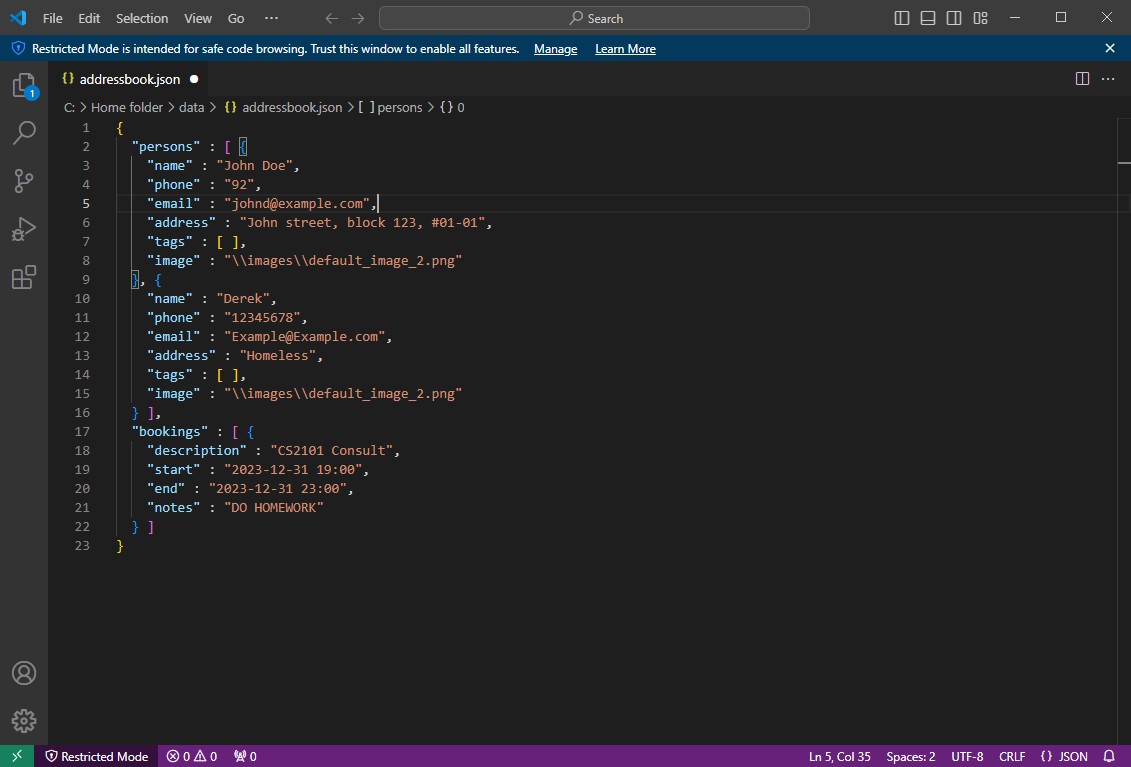 File Edit Selection View Go ··· Search
Restricted Mode is intended for safe code browsing. Trust this window to enable all features. Manage Learn More
{} addressbook.json
C: > Home folder > data > {} addressbook.json > [ ] persons > {} 0
1 {
2 "persons" : [ {
3 "name" : "John Doe",
4 "phone" : "92",
5 "email" : "johnd@example.com",
6 "address" : "John street, block 123, #01-01",
7 "tags" : [ ],
8 "image" : "\\images\\default_image_2.png"
9 }, {
10 "name" : "Derek",
11 "phone" : "12345678",
12 "email" : "Example@Example.com",
13 "address" : "Homeless",
14 "tags" : [ ],
15 "image" : "\\images\\default_image_2.png"
16 } ],
17 "bookings" : [ {
18 "description" : "CS2101 Consult",
19 "start" : "2023-12-31 19:00",
20 "end" : "2023-12-31 23:00",
21 "notes" : "DO HOMEWORK"
22 } ]
23 }
1
Restricted Mode 0 0 0 Ln 5, Col 35 Spaces: 2 UTF-8 CRLF {} JSON